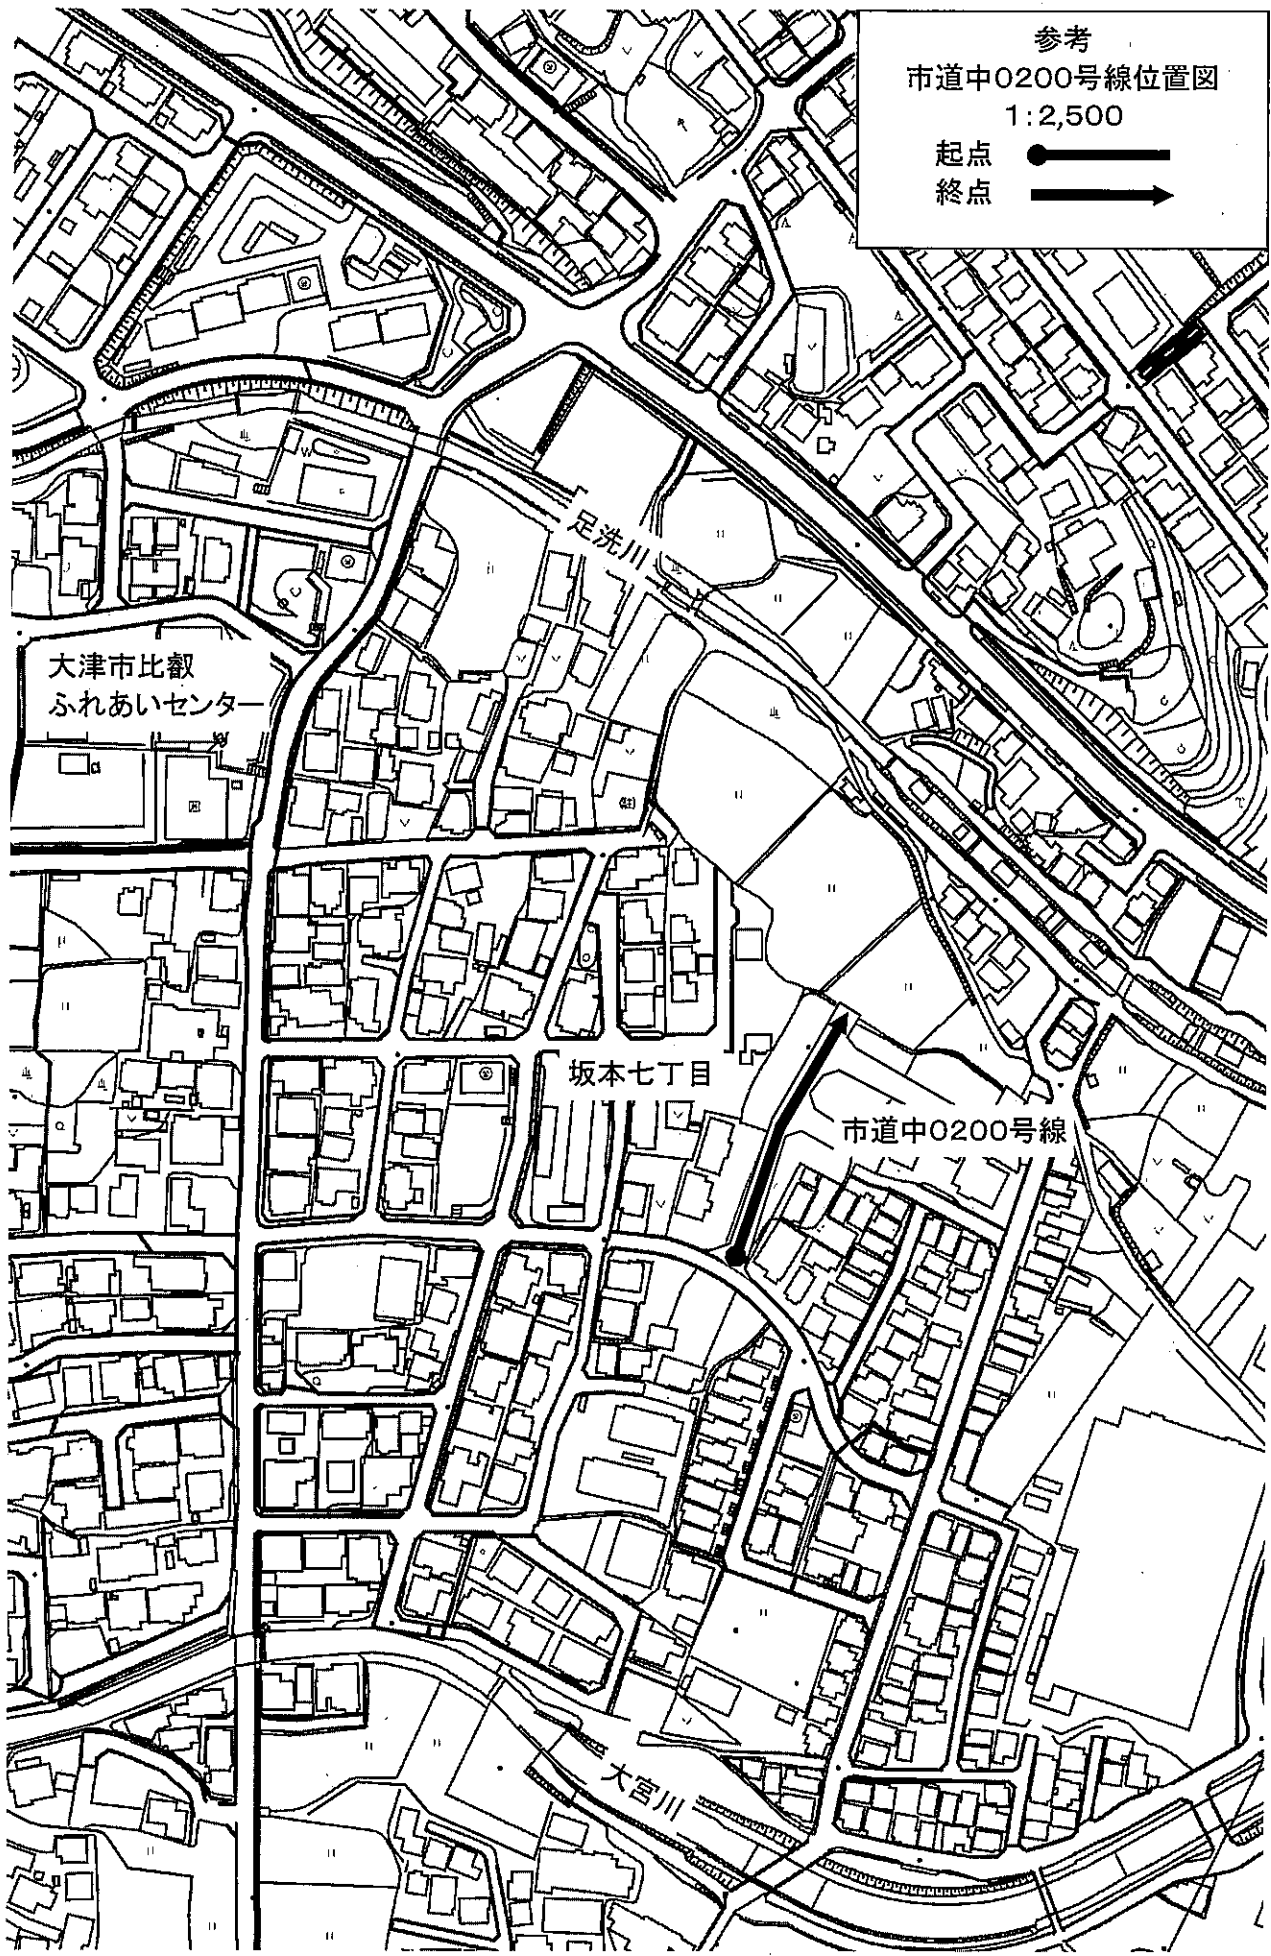 参考
市道中0200号線位置図
1:2,500
起点
終点
足洗川
大津市比叡
ふれあいセンター
坂本七丁目
市道中0200号線
大宮川